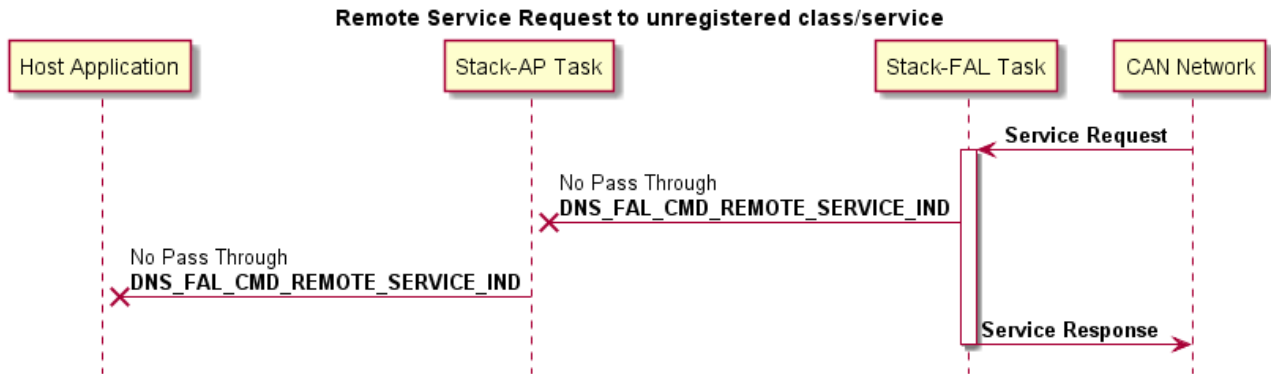 Remote Service Request to unregistered class/service
Host Application
Stack-AP Task
Stack-FAL Task
CAN Network
Service Request
No Pass Through
DNS_FAL_CMD_REMOTE_SERVICE_IND
No Pass Through
DNS_FAL_CMD_REMOTE_SERVICE_IND
Service Response